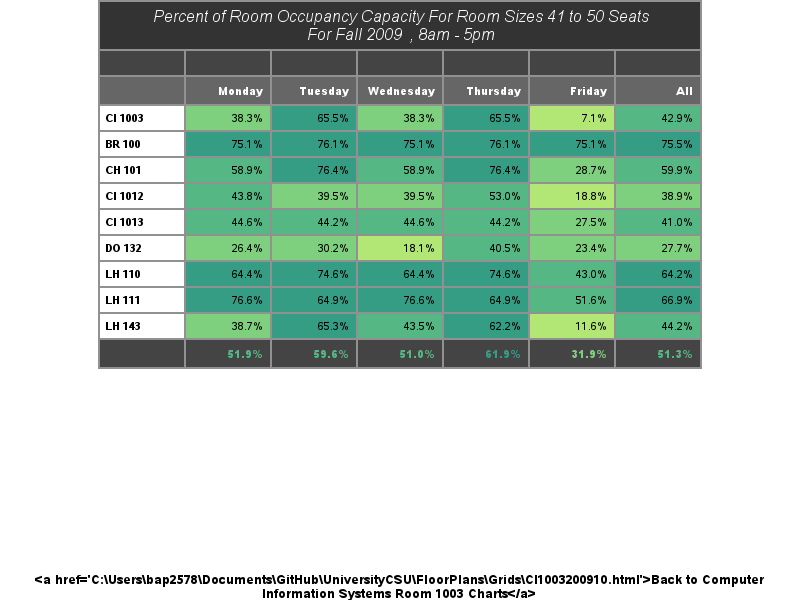 Percent of Room Occupancy Capacity For Room Sizes 41 to 50 Seats
For Fall 2009 , 8am - 5pm
Monday Tuesday Wednesday Thursday Friday All
CI 1003 38.3% 65.5% 38.3% 65.5% 7.1% 42.9%
BR 100 75.1% 76.1% 75.1% 76.1% 75.1% 75.5%
CH 101 58.9% 76.4% 58.9% 76.4% 28.7% 59.9%
CI 1012 43.8% 39.5% 39.5% 53.0% 18.8% 38.9%
CI 1013 44.6% 44.2% 44.6% 44.2% 27.5% 41.0%
DO 132 26.4% 30.2% 18.1% 40.5% 23.4% 27.7%
LH 110 64.4% 74.6% 64.4% 74.6% 43.0% 64.2%
LH 111 76.6% 64.9% 76.6% 64.9% 51.6% 66.9%
LH 143 38.7% 65.3% 43.5% 62.2% 11.6% 44.2%
51.9% 59.6% 51.0% 61.9% 31.9% 51.3%
<a href='C:\Users\bap2578\Documents\GitHub\UniversityCSU\FloorPlans\Grids\CI1003200910.html'>Back to Computer
Information Systems Room 1003 Charts</a>